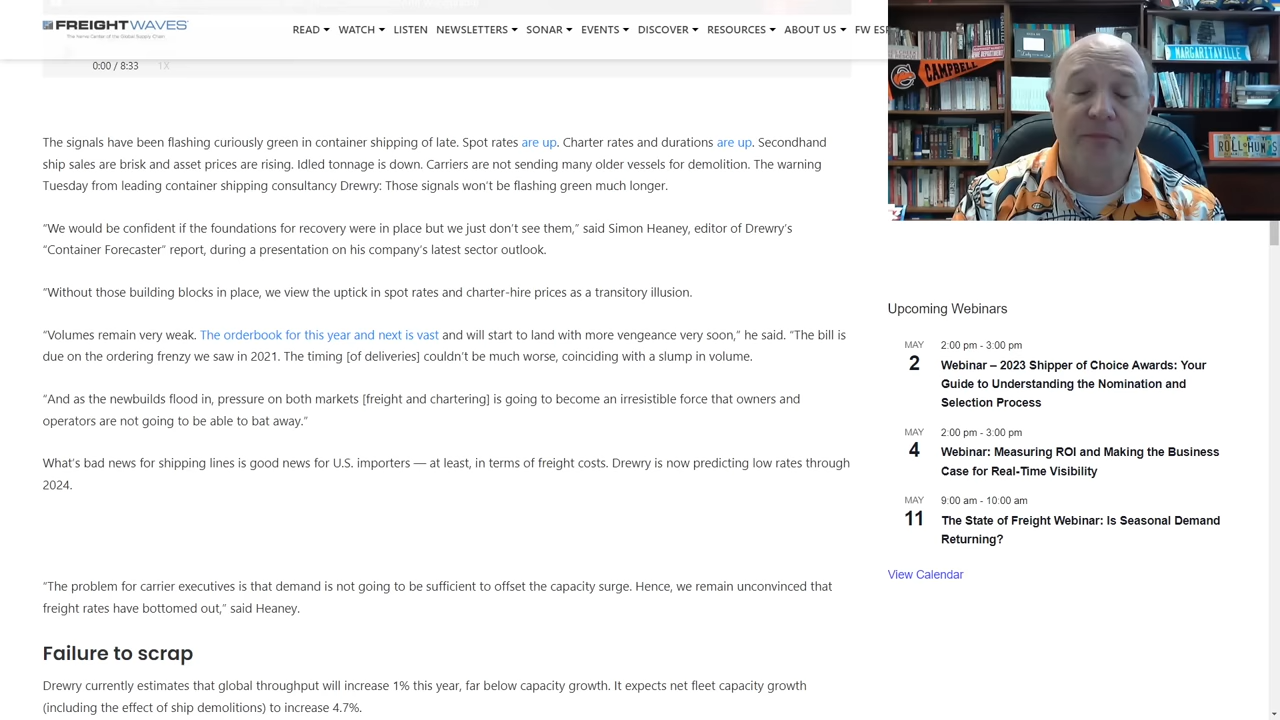 FREIGHTWAVES
READ WATCH LISTEN NEWSLETTERS SONAR EVENTS DISCOVER RESOURCES ABOUT US FW
0:00 / 8:33 1X
The signals have been flashing curiously green in container shipping of late. Spot rates are up. Charter rates and durations are up. Secondhand
ship sales are brisk and asset prices are rising. Idled tonnage is down. Carriers are not sending many older vessels for demolition. The warning
Tuesday from leading container shipping consultancy Drewry: Those signals won't be flashing green much longer.
“We would be confident if the foundations for recovery were in place but we just don't see them,” said Simon Heaney, editor of Drewry's
“Container Forecaster” report, during a presentation on his company's latest sector outlook.
“Without those building blocks in place, we view the uptick in spot rates and charter-hire prices as a transitory illusion.
“Volumes remain very weak. The orderbook for this year and next is vast and will start to land with more vengeance very soon,” he said. “The bill is
due on the ordering frenzy we saw in 2021. The timing [of deliveries] couldn't be much worse, coinciding with a slump in volume.
“And as the newbuilds flood in, pressure on both markets [freight and chartering] is going to become an irresistible force that owners and
operators are not going to be able to bat away.”
What's bad news for shipping lines is good news for U.S. importers — at least, in terms of freight costs. Drewry is now predicting low rates through
2024.
“The problem for carrier executives is that demand is not going to be sufficient to offset the capacity surge. Hence, we remain unconvinced that
freight rates have bottomed out,” said Heaney.
Failure to scrap
Drewry currently estimates that global throughput will increase 1% this year, far below capacity growth. It expects net fleet capacity growth
(including the effect of ship demolitions) to increase 4.7%.
MARGARITAVILLE
CAMPBELL
Upcoming Webinars
MAY
2
2:00 pm - 3:00 pm
Webinar – 2023 Shipper of Choice Awards: Your
Guide to Understanding the Nomination and
Selection Process
MAY
4
2:00 pm - 3:00 pm
Webinar: Measuring ROI and Making the Business
Case for Real-Time Visibility
MAY
11
9:00 am - 10:00 am
The State of Freight Webinar: Is Seasonal Demand
Returning?
View Calendar